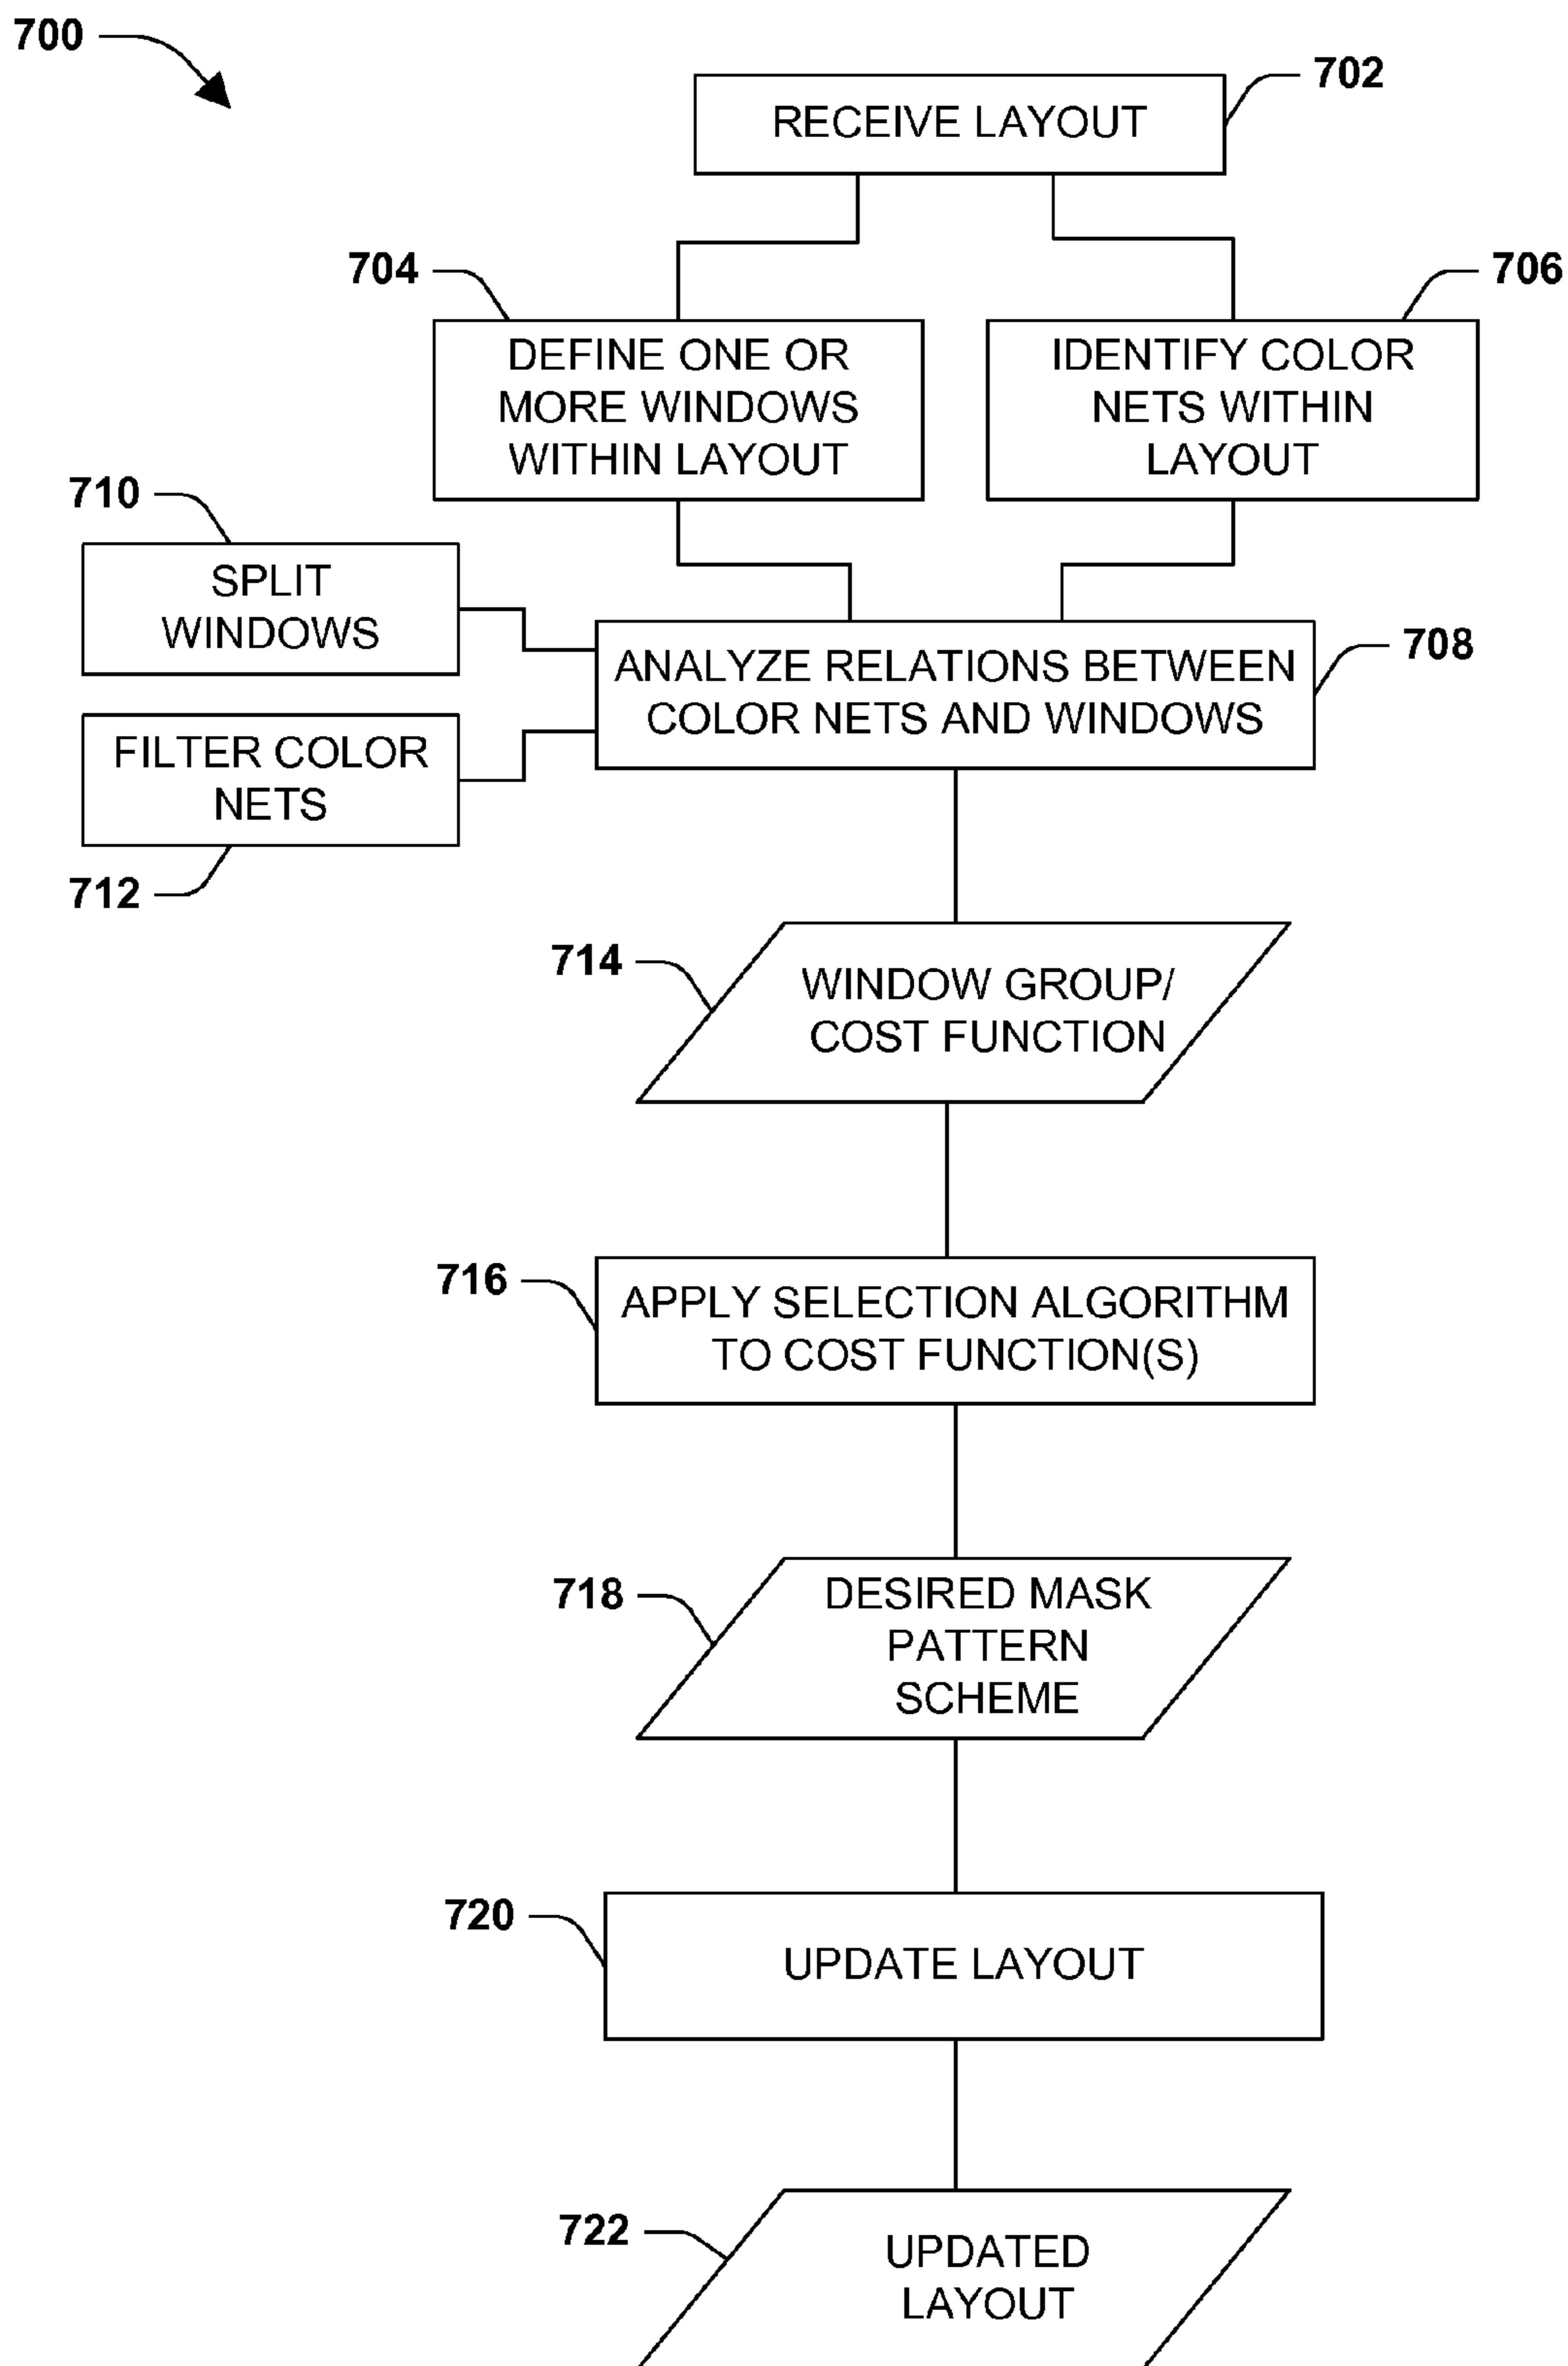 700
702
RECEIVE LAYOUT
704
706
DEFINE ONE OR
MORE WINDOWS
WITHIN LAYOUT
IDENTIFY COLOR
NETS WITHIN
LAYOUT
710
SPLIT
WINDOWS
708
ANALYZE RELATIONS BETWEEN
COLOR NETS AND WINDOWS
FILTER COLOR
NETS
712
714
WINDOW GROUP/
COST FUNCTION
716
APPLY SELECTION ALGORITHM
TO COST FUNCTION(S)
718
DESIRED MASK
PATTERN
SCHEME
720
UPDATE LAYOUT
722
UPDATED
LAYOUT